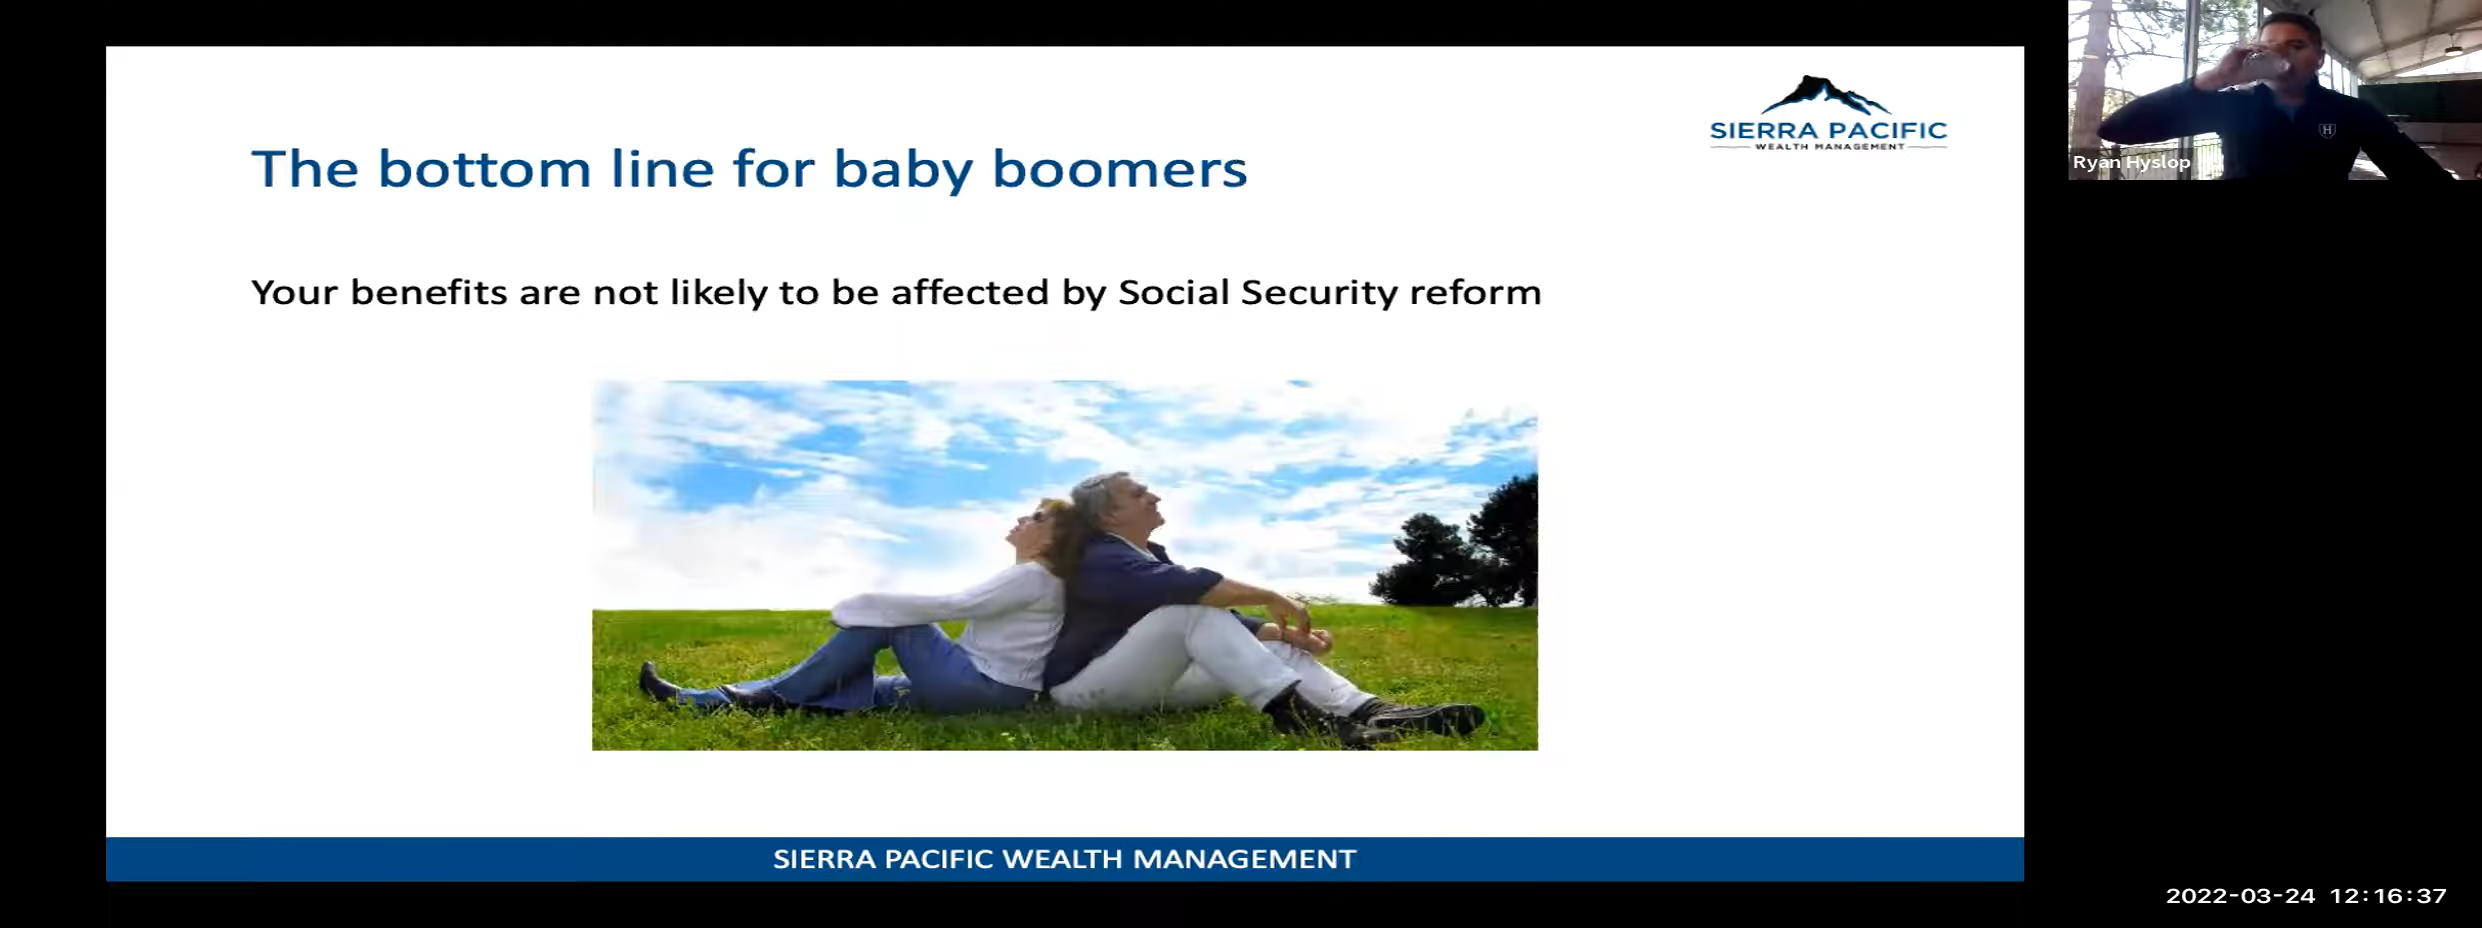 The bottom line for baby boomers
SIERRA PACIFIC
WEALTH MANAGEMENT
Your benefits are not likely to be affected by Social Security reform
SIERRA PACIFIC WEALTH MANAGEMENT
Ryan Hyslop
H
2022-03-24 12:16:37